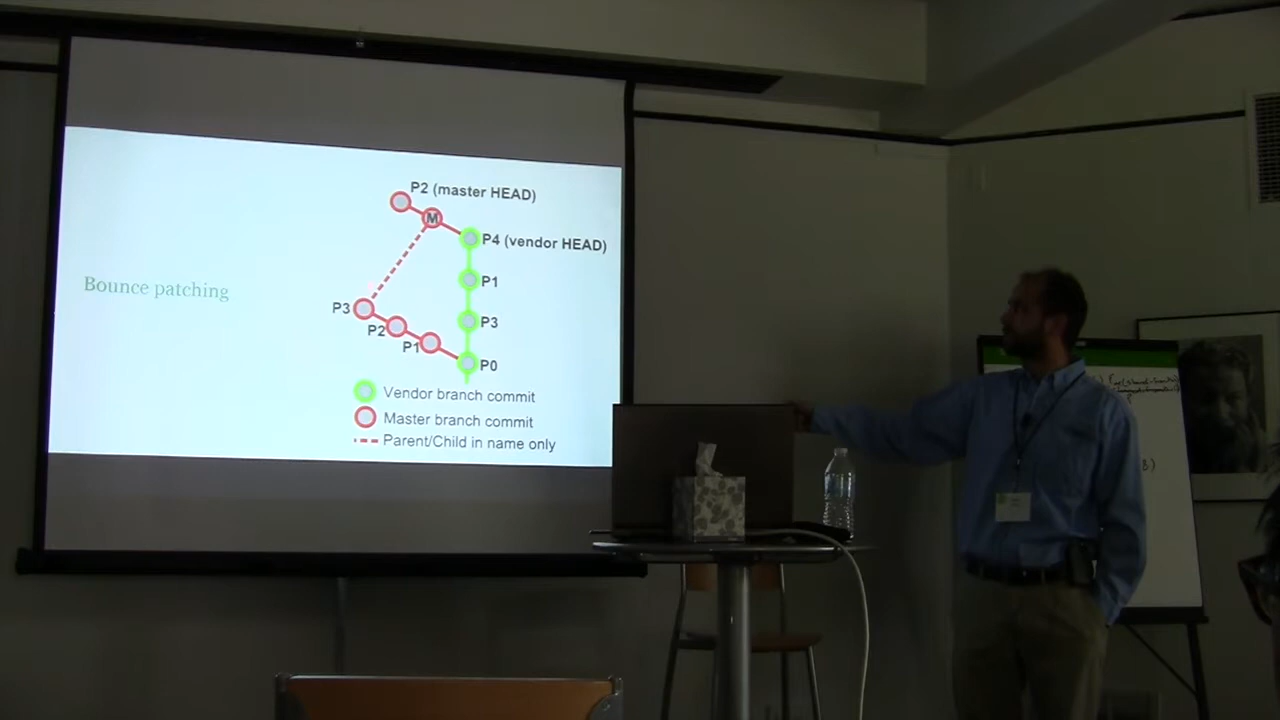 Bounce patching
P2 (master HEAD)
M
P4 (vendor HEAD)
P1
P3
P3
P2
P1
P0
Vendor branch commit
Master branch commit
Parent/Child in name only